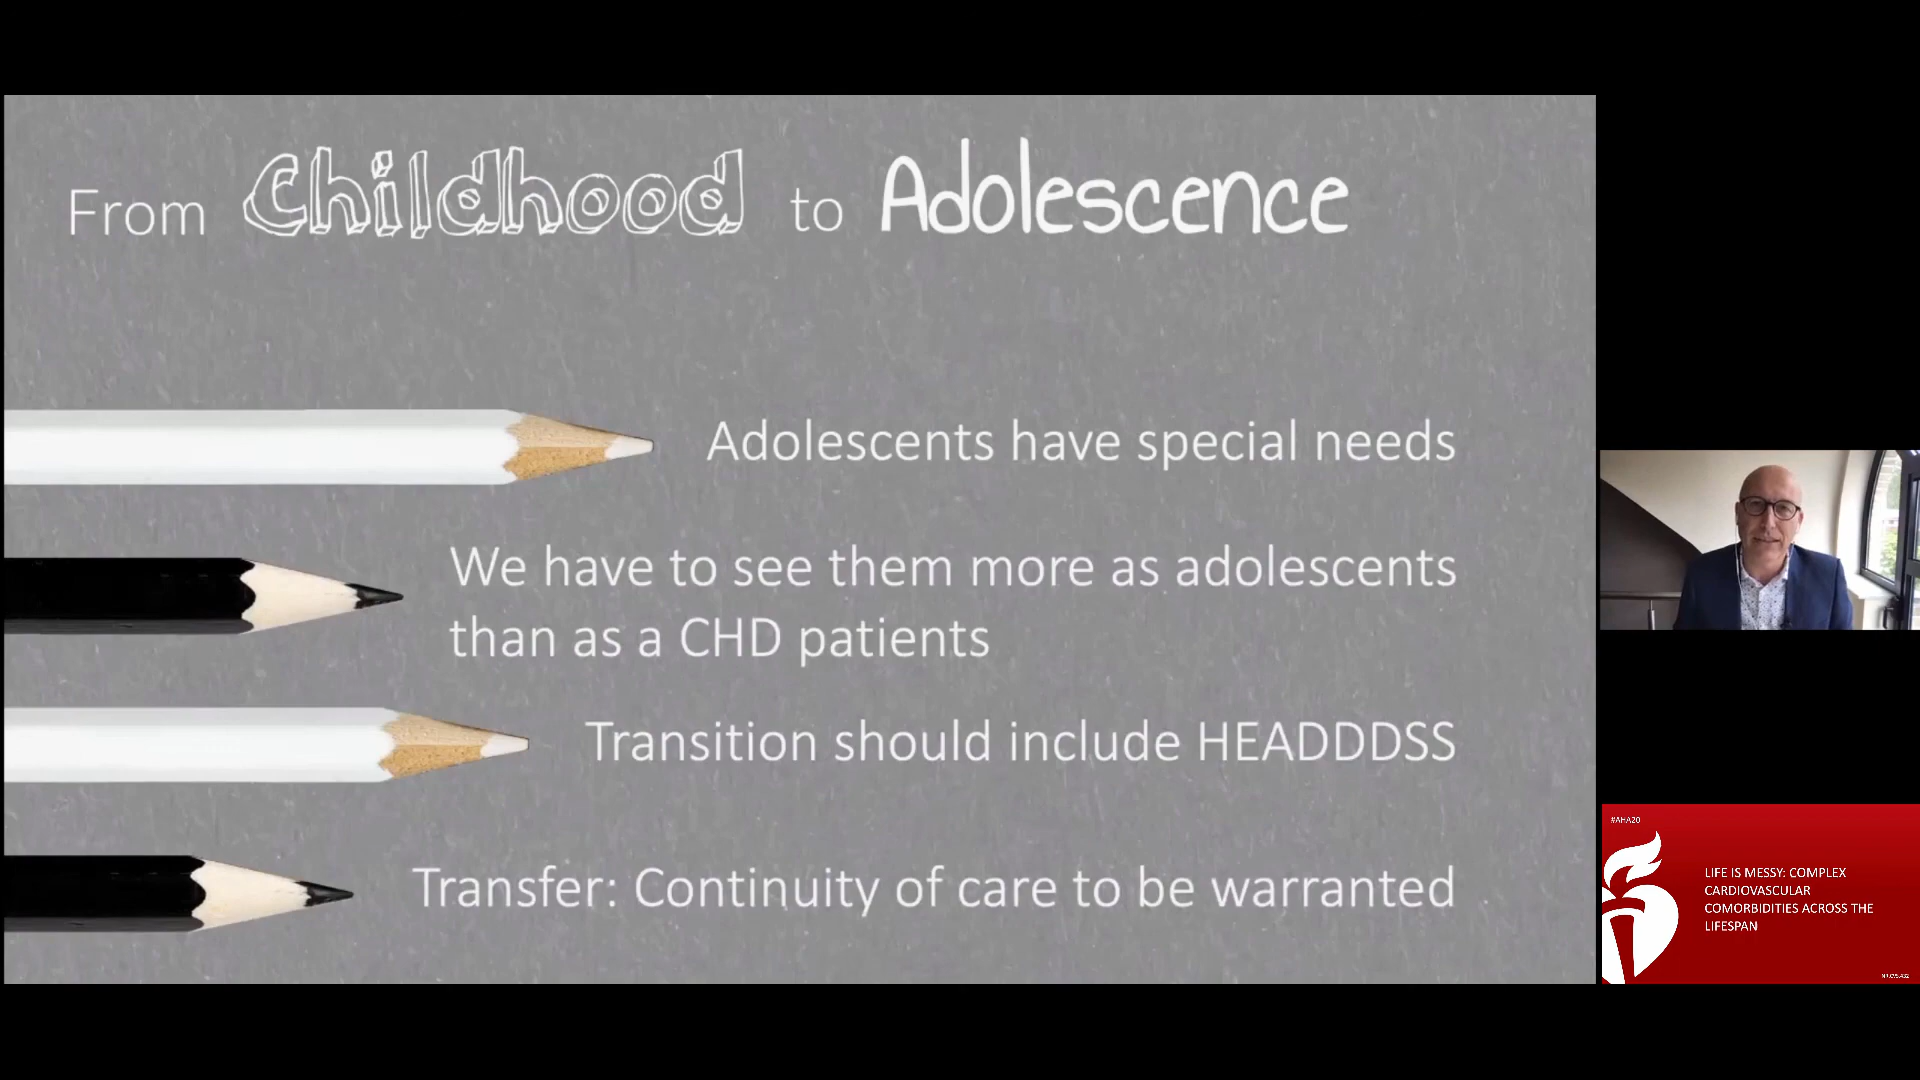 From Childhood to Adolescence
Adolescents have special needs
We have to see them more as adolescents
than as a CHD patients
Transition should include HEADDDSS
Transfer: Continuity of care to be warranted
#AHA20
LIFE IS MESSY: COMPLEX
CARDIOVASCULAR
COMORBIDITIES ACROSS THE
LIFESPAN